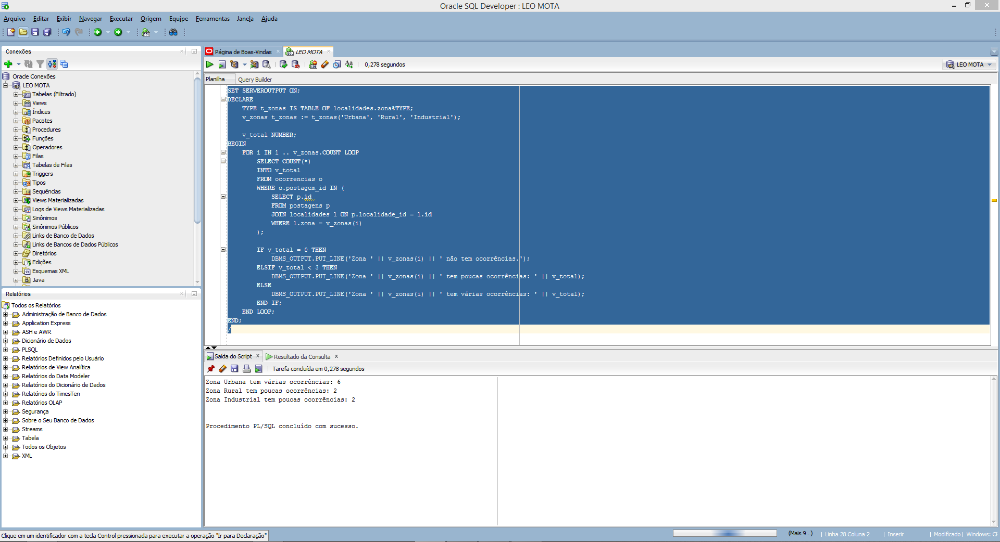 Oracle SQL Developer : LEO MOTA
Arquivo Editar Exibir Navegar Executar Origem Equipe Ferramentas Janela Ajuda
Conexões
Oracle Conexões
LEO MOTA
Tabelas (Filtrado)
Views
Índices
Pacotes
Procedures
Funções
Operadores
Filas
Tabelas de Filas
Triggers
Tipos
Sequências
Views Materializadas
Logs de Views Materializadas
Sinônimos
Sinônimos Públicos
Links de Banco de Dados
Links de Bancos de Dados Públicos
Diretórios
Edições
Esquemas XML
Java
Relatórios
Todos os Relatórios
Administração de Banco de Dados
Application Express
ASH e AWR
Dicionário de Dados
PLSQL
Relatórios Definidos pelo Usuário
Relatórios de View Analítica
Relatórios do Data Modeler
Relatórios do Dicionário de Dados
Relatórios do TimesTen
Relatórios OLAP
Segurança
Sobre o Seu Banco de Dados
Streams
Tabela
Todos os Objetos
XML
Página de Boas-Vindas LEO MOTA
0,278 segundos LEO MOTA
Planilha Query Builder
SET SERVEROUTPUT ON;
DECLARE
TYPE t_zonas IS TABLE OF localidades.zona%TYPE;
v_zonas t_zonas := t_zonas('Urbana', 'Rural', 'Industrial');
v_total NUMBER;
BEGIN
FOR i IN 1 .. v_zonas.COUNT LOOP
SELECT COUNT(*)
INTO v_total
FROM ocorrencias o
WHERE o.postagem_id IN (
SELECT p.id
FROM postagens p
JOIN localidades l ON p.localidade_id = l.id
WHERE l.zona = v_zonas(i)
);
IF v_total = 0 THEN
DBMS_OUTPUT.PUT_LINE('Zona ' || v_zonas(i) || ' não tem ocorrências.');
ELSIF v_total < 3 THEN
DBMS_OUTPUT.PUT_LINE('Zona ' || v_zonas(i) || ' tem poucas ocorrências: ' || v_total);
ELSE
DBMS_OUTPUT.PUT_LINE('Zona ' || v_zonas(i) || ' tem várias ocorrências: ' || v_total);
END IF;
END LOOP;
END;
/
Saída do Script x Resultado da Consulta x
Tarefa concluída em 0,278 segundos
Zona Urbana tem várias ocorrências: 6
Zona Rural tem poucas ocorrências: 2
Zona Industrial tem poucas ocorrências: 2
Procedimento PL/SQL concluído com sucesso.
Clique em um identificador com a tecla Control pressionada para executar a operação "Ir para Declaração"
(Mais 9...) | Linha 28 Coluna 2 | Inserir | Modificado | Windows: CF